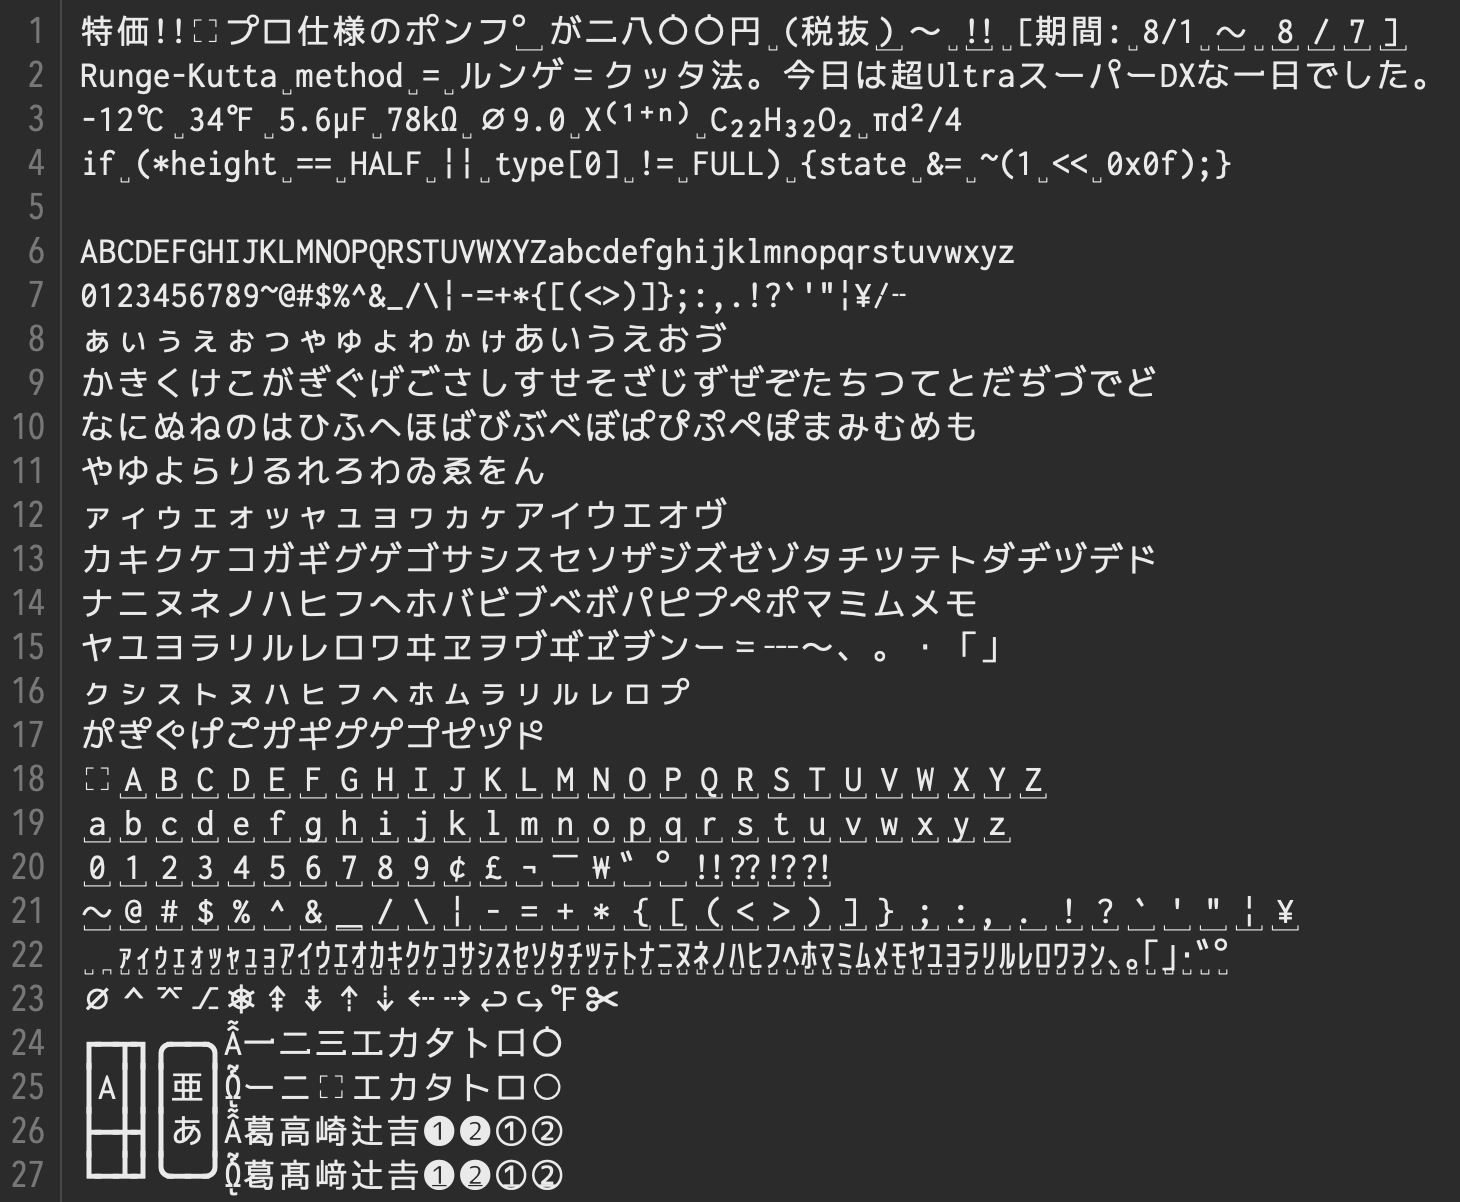 1 特価!!　プロ仕様のポンプ゜が二八〇〇円 (税抜）～ ‼ [期間: 8/1 ～ ８／７］
2 Runge-Kutta method = ルンゲ゠クッタ法。今日は超UltraスーパーDXな一日でした。
3 -12℃ 34℉ 5.6µF 78kΩ ⌀9.0 X⁽¹⁺ⁿ⁾ C₂₂H₃₂O₂ πd²/4
4 if (*height == HALF || type[0] != FULL) {state &= ~(1 << 0x0f);}
5
6 ABCDEFGHIJKLMNOPQRSTUVWXYZabcdefghijklmnopqrstuvwxyz
7 0123456789~@#$%^&_/\|-=+*{[(<>)]};:,.!?`'"¦¥/╌
8 ぁぃぅぇぉっゃゅょゎゕゖあいうえおゔ
9 かきくけこがぎぐげごさしすせそざじずぜぞたちつてとだぢづでど
10 なにぬねのはひふへほばびぶべぼぱぴぷぺぽまみむめも
11 やゆよらりるれろわゐゑをん
12 ァィゥェォッャュョヮヵヶアイウエオヴ
13 カキクケコガギグゲゴサシスセソザジズゼゾタチツテトダヂヅデド
14 ナニヌネノハヒフヘホバビブベボパピプペポマミムメモ
15 ヤユヨラリルレロワヰヱヲヷヸヹヺンー゠┄～、。・「」
16 ㇰㇱㇲㇳㇴㇵㇶㇷㇸㇹㇺㇻㇼㇽㇾㇿㇷ゚
17 か゚き゚く゚け゚こ゚カ゚キ゚ク゚ケ゚コ゚セ゚ツ゚ト゚
18 　ＡＢＣＤＥＦＧＨＩＪＫＬＭＮＯＰＱＲＳＴＵＶＷＸＹＺ
19 ａｂｃｄｅｆｇｈｉｊｋｌｍｎｏｐｑｒｓｔｕｖｗｘｙｚ
20 ０１２３４５６７８９￠￡￢￣￦゛゜‼⁇⁉⁈
21 ～＠＃＄％＾＆＿／＼｜－＝＋＊｛［（＜＞）］｝；：，．！？｀＇＂￤￥
22 ｧｨｩｪｫｯｬｭｮｱｲｳｴｵｶｷｸｹｺｻｼｽｾｿﾀﾁﾂﾃﾄﾅﾆﾇﾈﾉﾊﾋﾌﾍﾎﾏﾐﾑﾒﾓﾔﾕﾖﾗﾘﾙﾚﾛﾜｦﾝ､｡｢｣･ﾞﾟ
23 ⌀⌃⌤⌥⎈⇞⇟⇡⇣⇠⇢↩↪℉✂
24 Ẫ一二三工力夕卜口〇
25 ーニ　エカタトロ○
26 A 亜 Ẫ葛高崎辻吉❶❷①②
27 あ 葛髙﨑辻𠮷❶❷①②